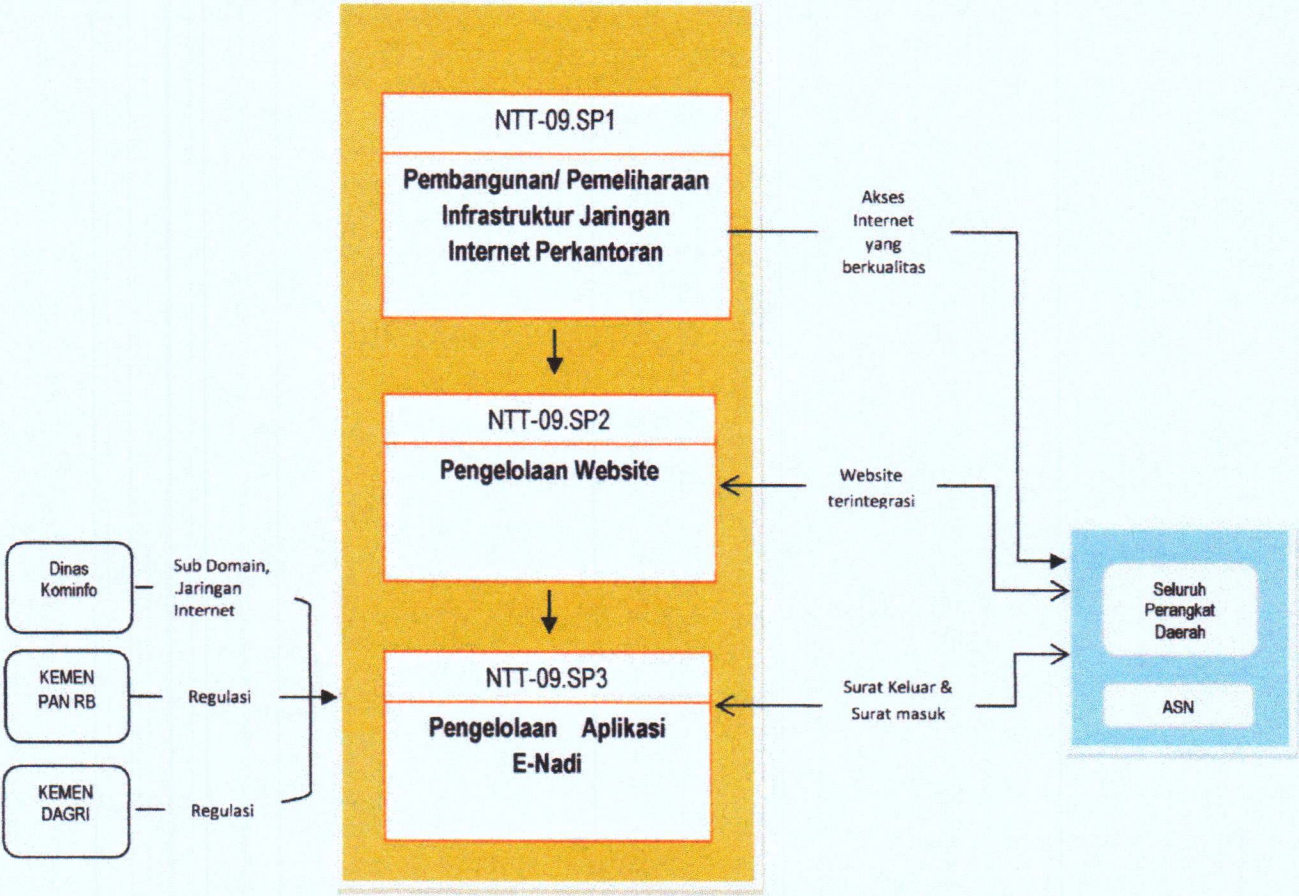 NTT-09.SP1
Pembangunan/ Pemeliharaan
Infrastruktur Jaringan
Internet Perkantoran
Akses
Internet
yang
berkualitas
NTT-09.SP2
Pengelolaan Website
Website
terintegrasi
Dinas
Kominfo
Sub Domain,
Jaringan
Internet
KEMEN
PAN RB
Regulasi
KEMEN
DAGRI
Regulasi
NTT-09.SP3
Pengelolaan Aplikasi
E-Nadi
Surat Keluar &
Surat masuk
Seluruh
Perangkat
Daerah
ASN